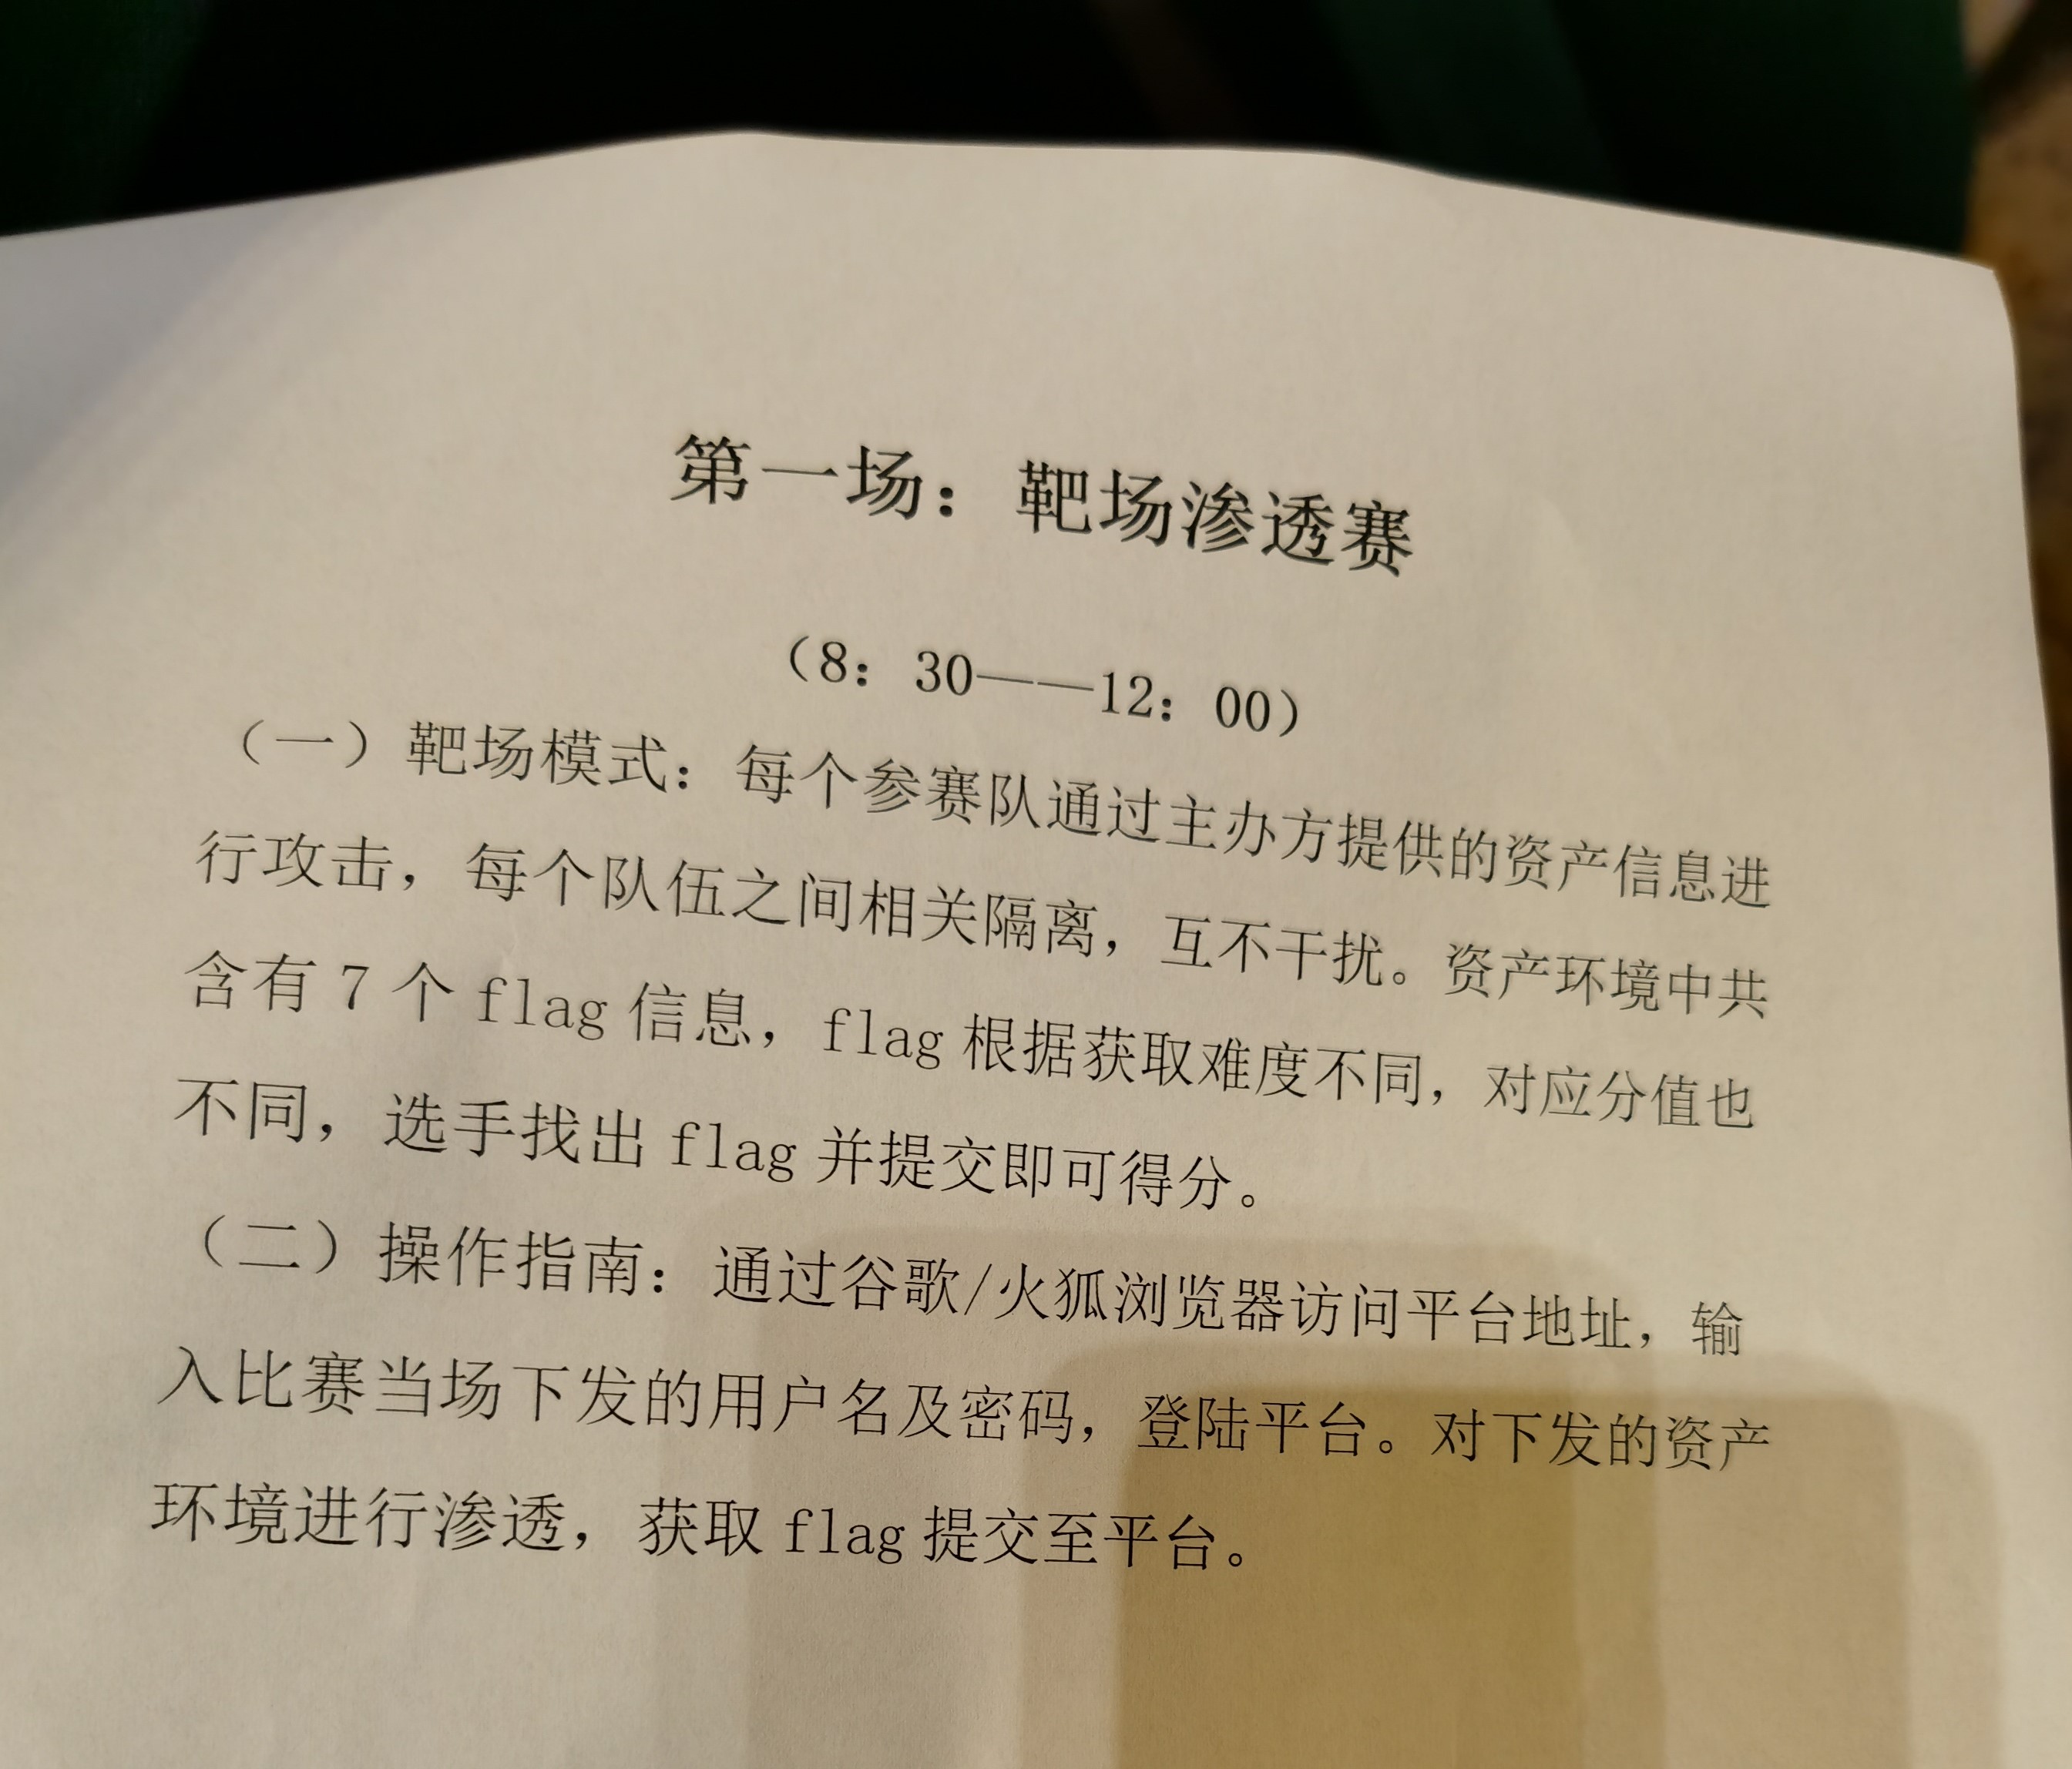 第一场：靶场渗透赛
（8：30——12：00）
（一）靶场模式：每个参赛队通过主办方提供的资产信息进
行攻击，每个队伍之间相关隔离，互不干扰。资产环境中共
含有 7 个 flag 信息，flag 根据获取难度不同，对应分值也
不同，选手找出 flag 并提交即可得分。
（二）操作指南：通过谷歌/火狐浏览器访问平台地址，输
入比赛当场下发的用户名及密码，登陆平台。对下发的资产
环境进行渗透，获取 flag 提交至平台。